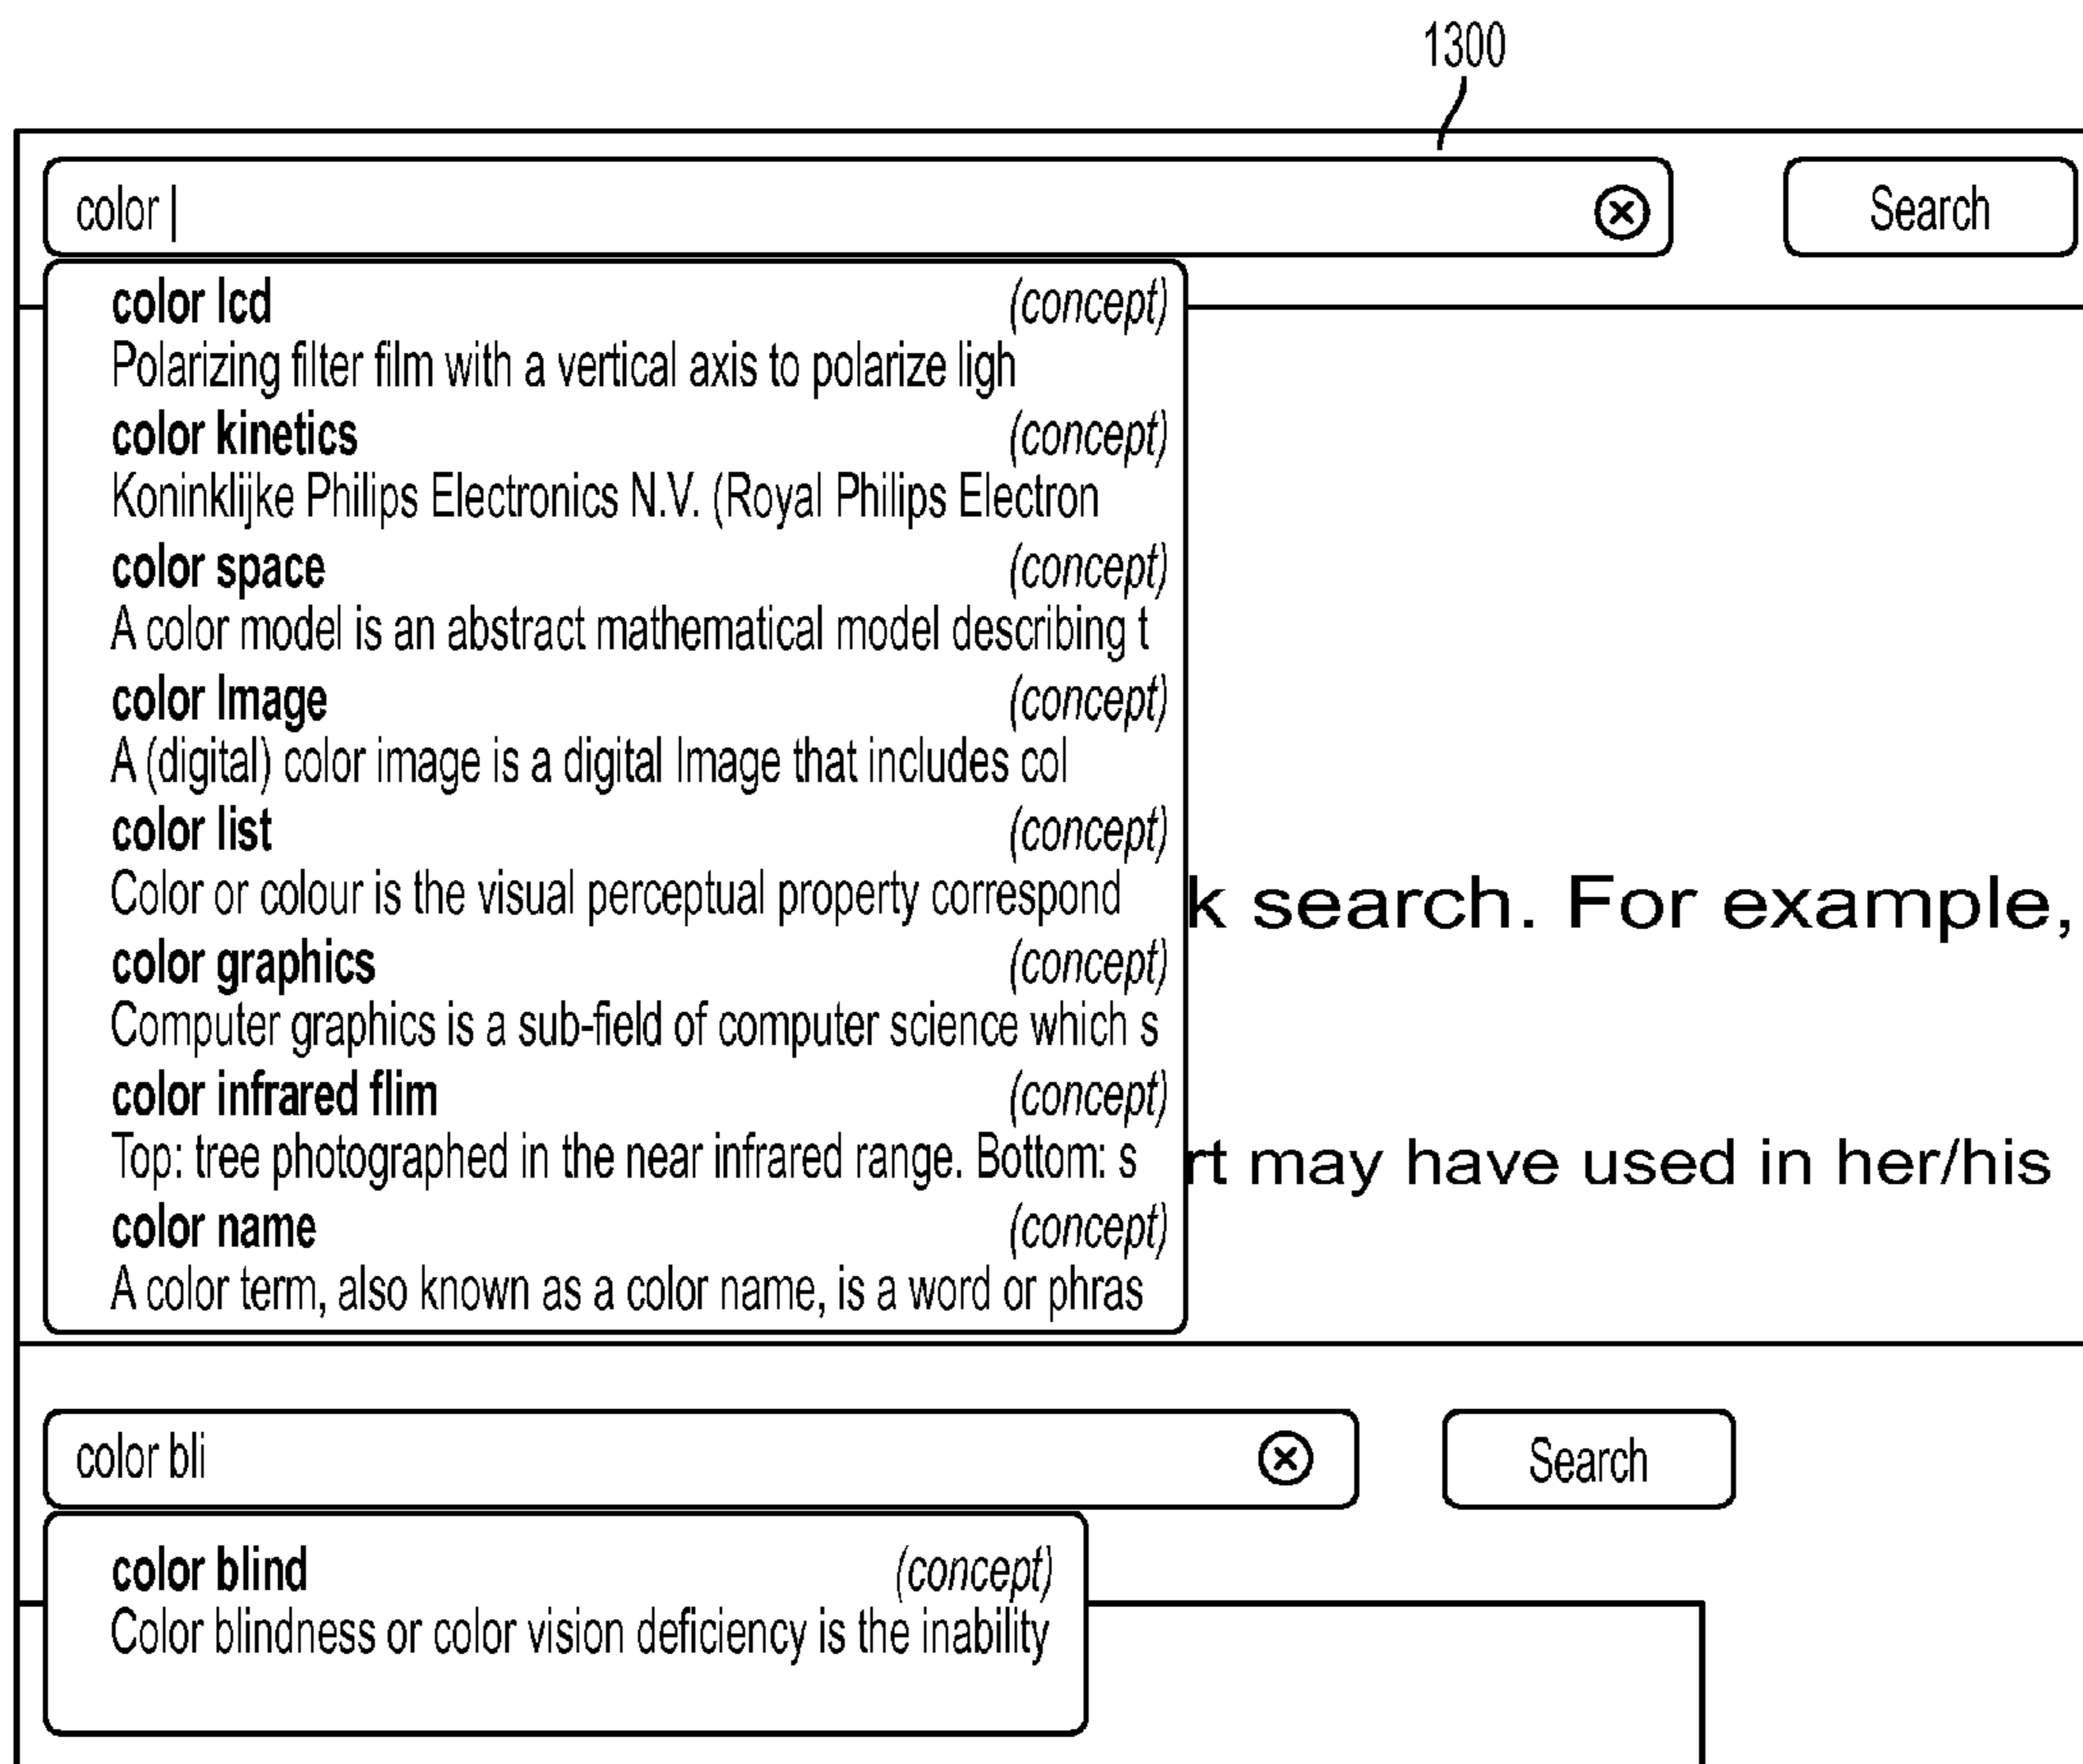 1300
color
Search
color lcd (concept)
Polarizing filter film with a vertical axis to polarize ligh
color kinetics (concept)
Koninklijke Philips Electronics N.V. (Royal Philips Electron
color space (concept)
A color model is an abstract mathematical model describing t
color Image (concept)
A (digital) color image is a digital Image that includes col
color list (concept)
Color or colour is the visual perceptual property correspond
k search. For example,
color graphics (concept)
Computer graphics is a sub-field of computer science which s
color infrared flim (concept)
Top: tree photographed in the near infrared range. Bottom: s
rt may have used in her/his
color name (concept)
A color term, also known as a color name, is a word or phras
color bli
Search
color blind (concept)
Color blindness or color vision deficiency is the inability